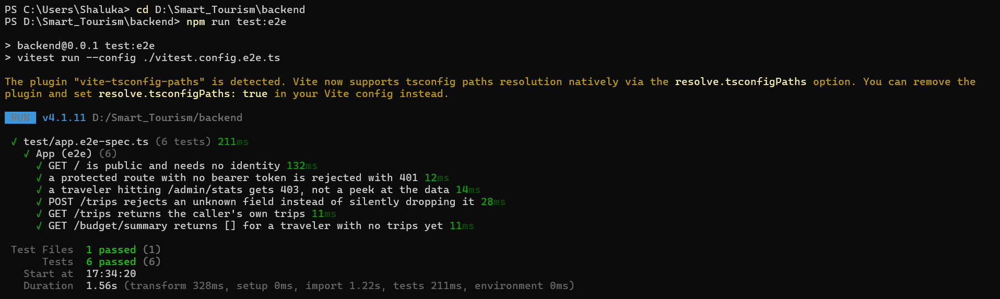 PS C:\Users\Shaluka> cd D:\Smart_Tourism\backend
PS D:\Smart_Tourism\backend> npm run test:e2e
> backend@0.0.1 test:e2e
> vitest run --config ./vitest.config.e2e.ts
The plugin "vite-tsconfig-paths" is detected. Vite now supports tsconfig paths resolution natively via the resolve.tsconfigPaths option. You can remove the
plugin and set resolve.tsconfigPaths: true in your Vite config instead.
RUN v4.1.11 D:/Smart_Tourism/backend
✓ test/app.e2e-spec.ts (6 tests) 211ms
✓ App (e2e) (6)
✓ GET / is public and needs no identity 132ms
✓ a protected route with no bearer token is rejected with 401 12ms
✓ a traveler hitting /admin/stats gets 403, not a peek at the data 14ms
✓ POST /trips rejects an unknown field instead of silently dropping it 28ms
✓ GET /trips returns the caller's own trips 11ms
✓ GET /budget/summary returns [] for a traveler with no trips yet 11ms
Test Files 1 passed (1)
Tests 6 passed (6)
Start at 17:34:20
Duration 1.56s (transform 328ms, setup 0ms, import 1.22s, tests 211ms, environment 0ms)